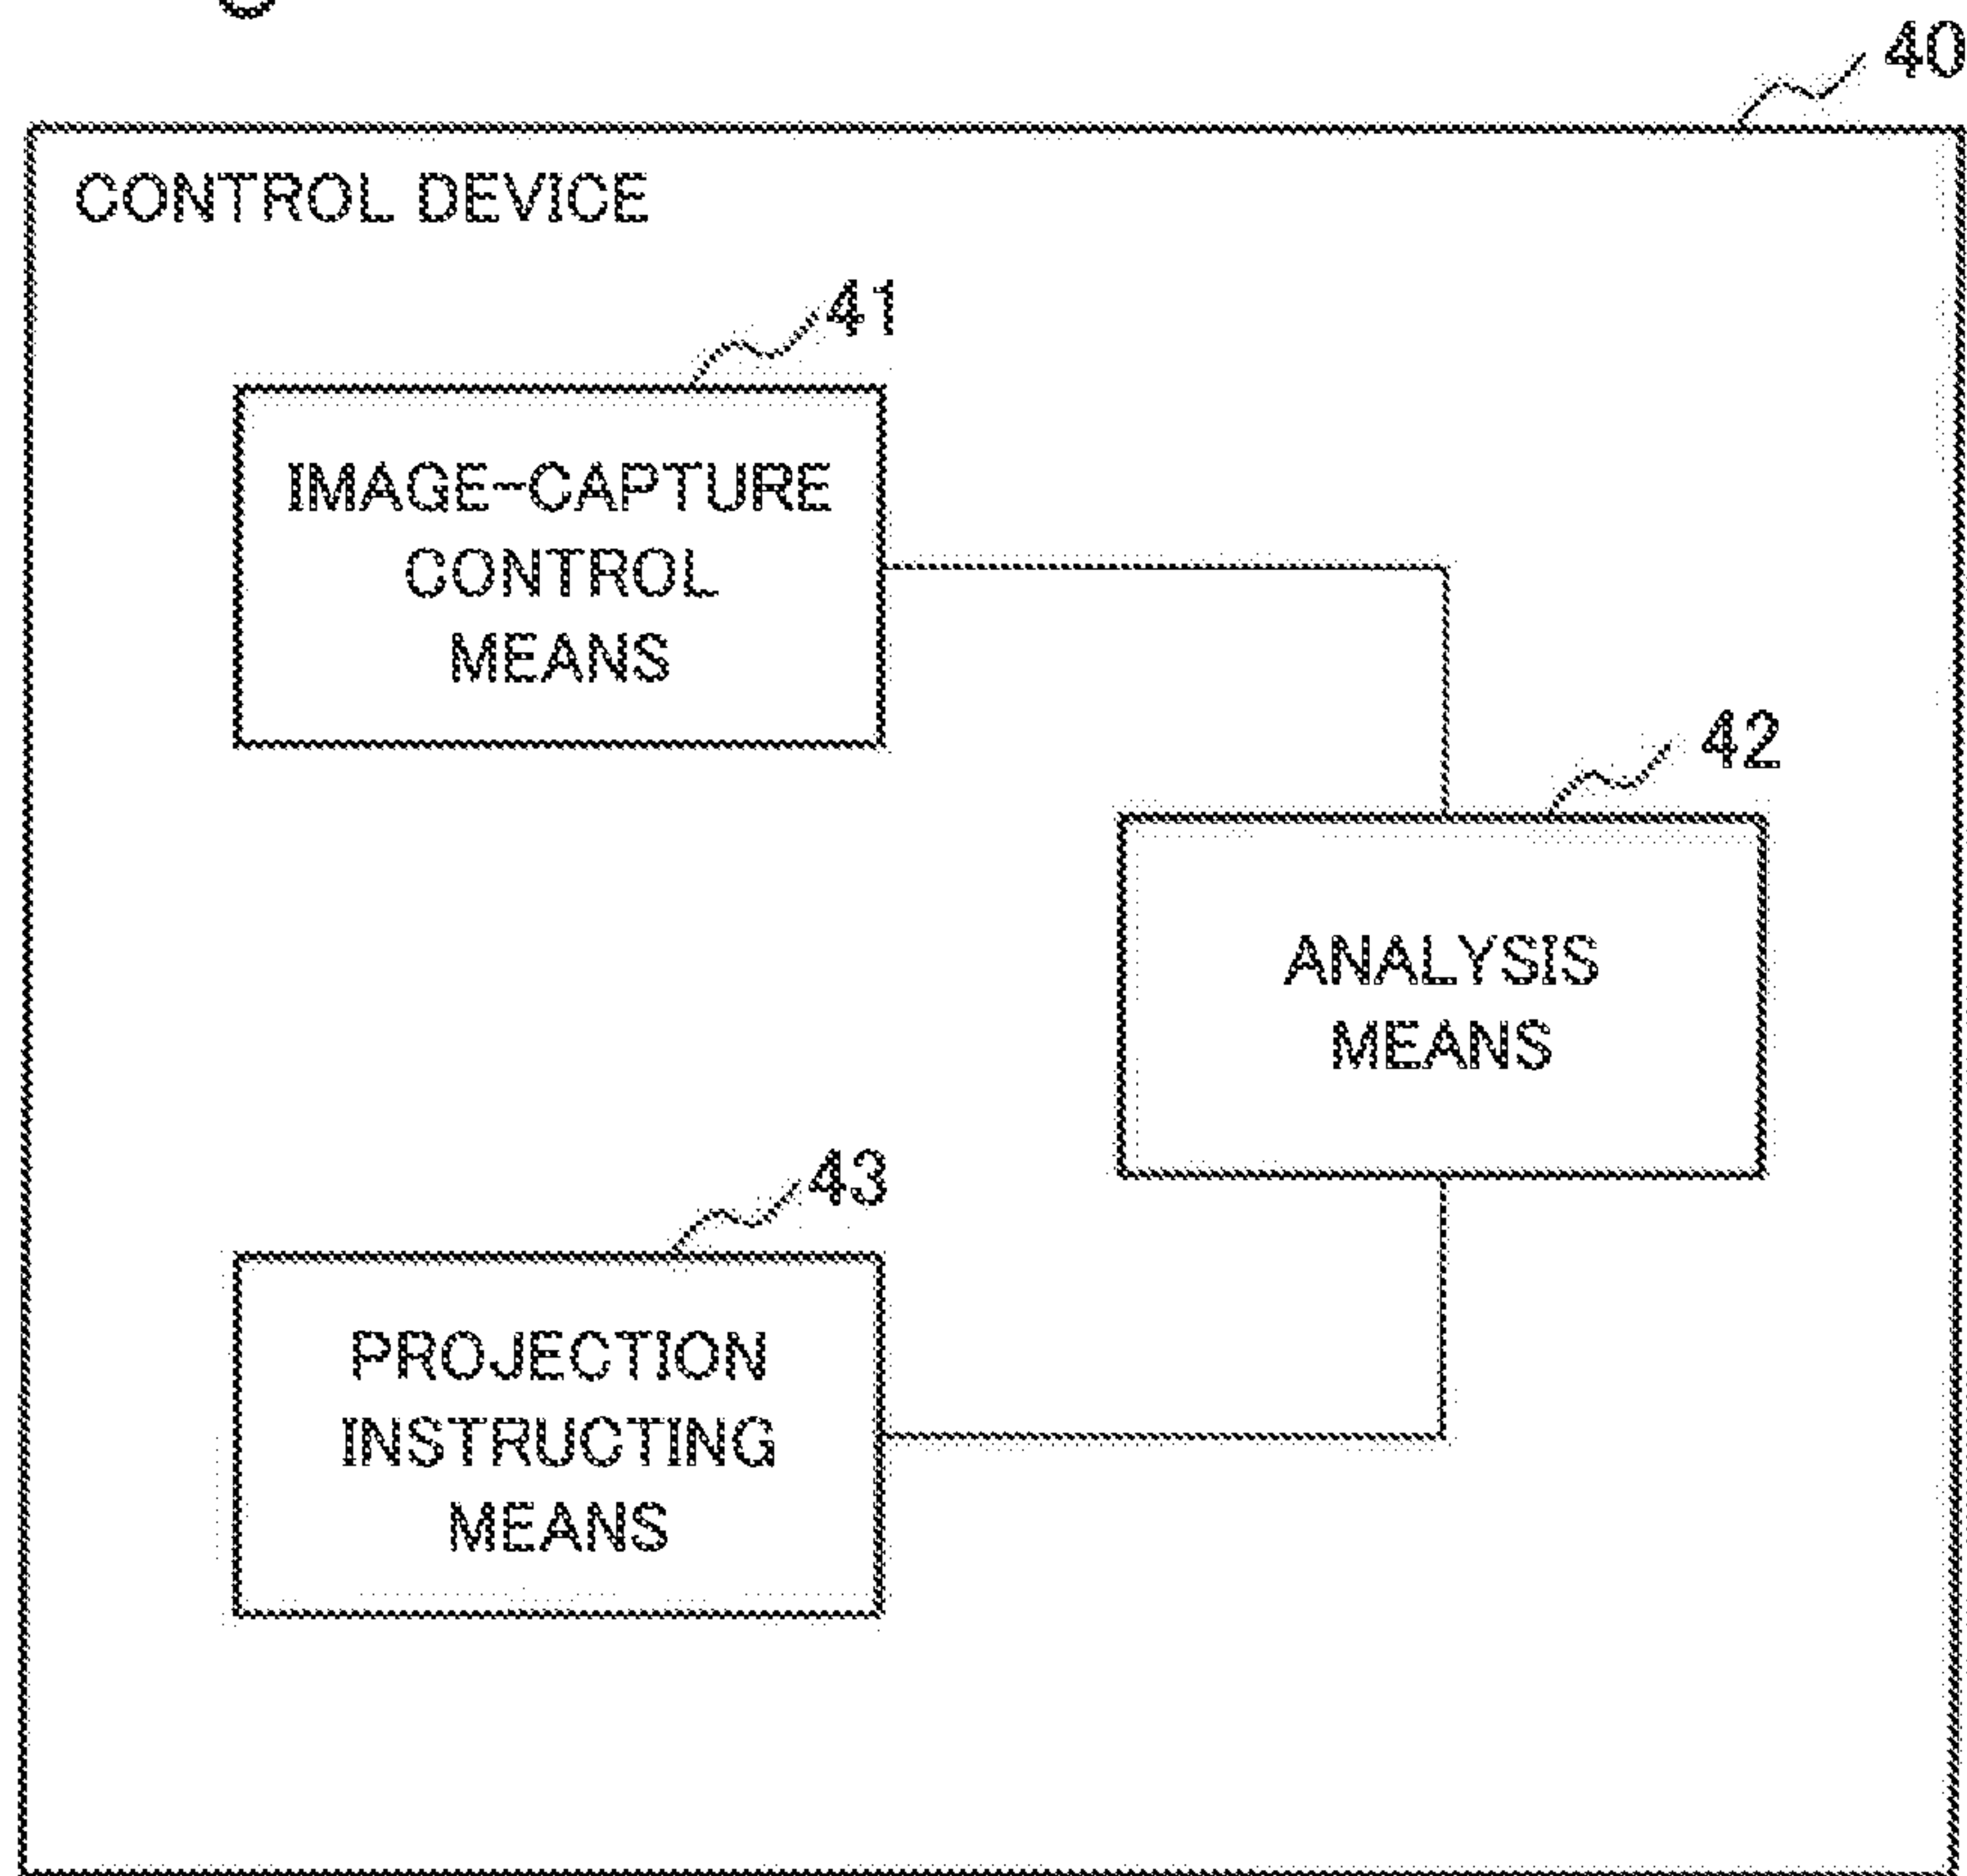 40
CONTROL DEVICE
41
IMAGE-CAPTURE
CONTROL
MEANS
42
ANALYSIS
MEANS
43
PROJECTION
INSTRUCTING
MEANS